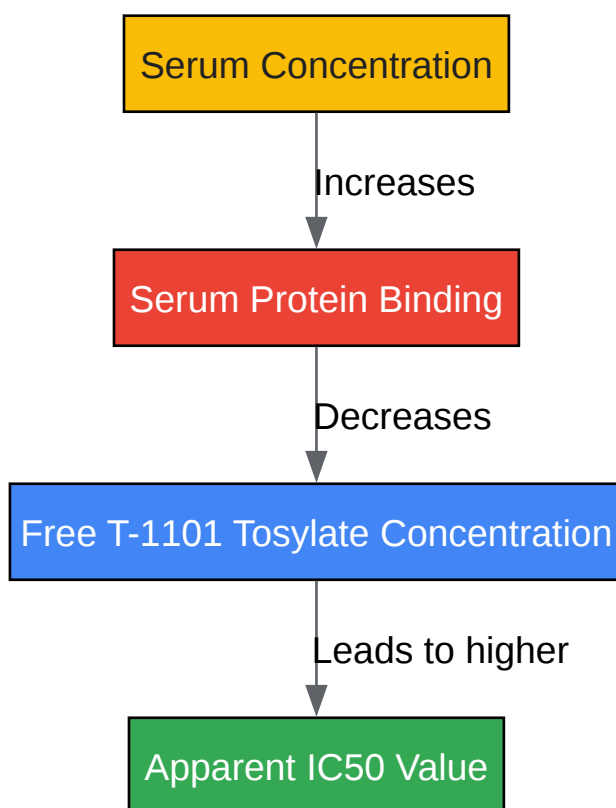 Serum Concentration
Increases
Serum Protein Binding
Decreases
Free T-1101 Tosylate Concentration
Leads to higher
Apparent IC50 Value